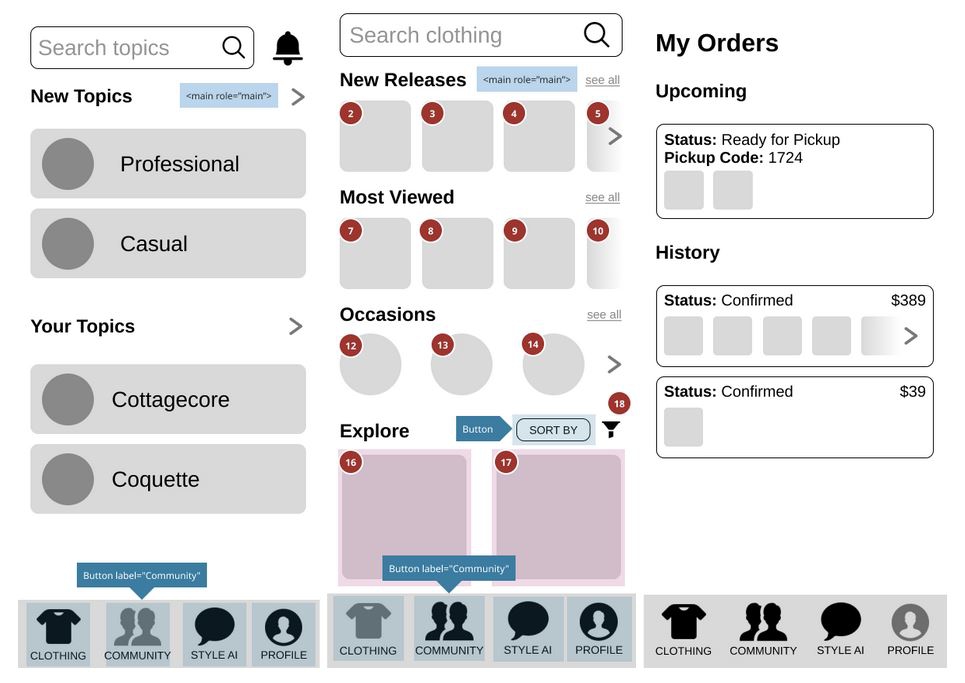 Search topics
New Topics
<main role="main">
Professional
Casual
Your Topics
Cottagecore
Coquette
Button label="Community"
CLOTHING
COMMUNITY
STYLE AI
PROFILE
Search clothing
New Releases
<main role="main">
see all
2
3
4
5
Most Viewed
see all
7
8
9
10
Occasions
see all
12
13
14
18
Explore
Button
SORT BY
16
17
Button label="Community"
CLOTHING
COMMUNITY
STYLE AI
PROFILE
My Orders
Upcoming
Status: Ready for Pickup
Pickup Code: 1724
History
Status: Confirmed
$389
Status: Confirmed
$39
CLOTHING
COMMUNITY
STYLE AI
PROFILE